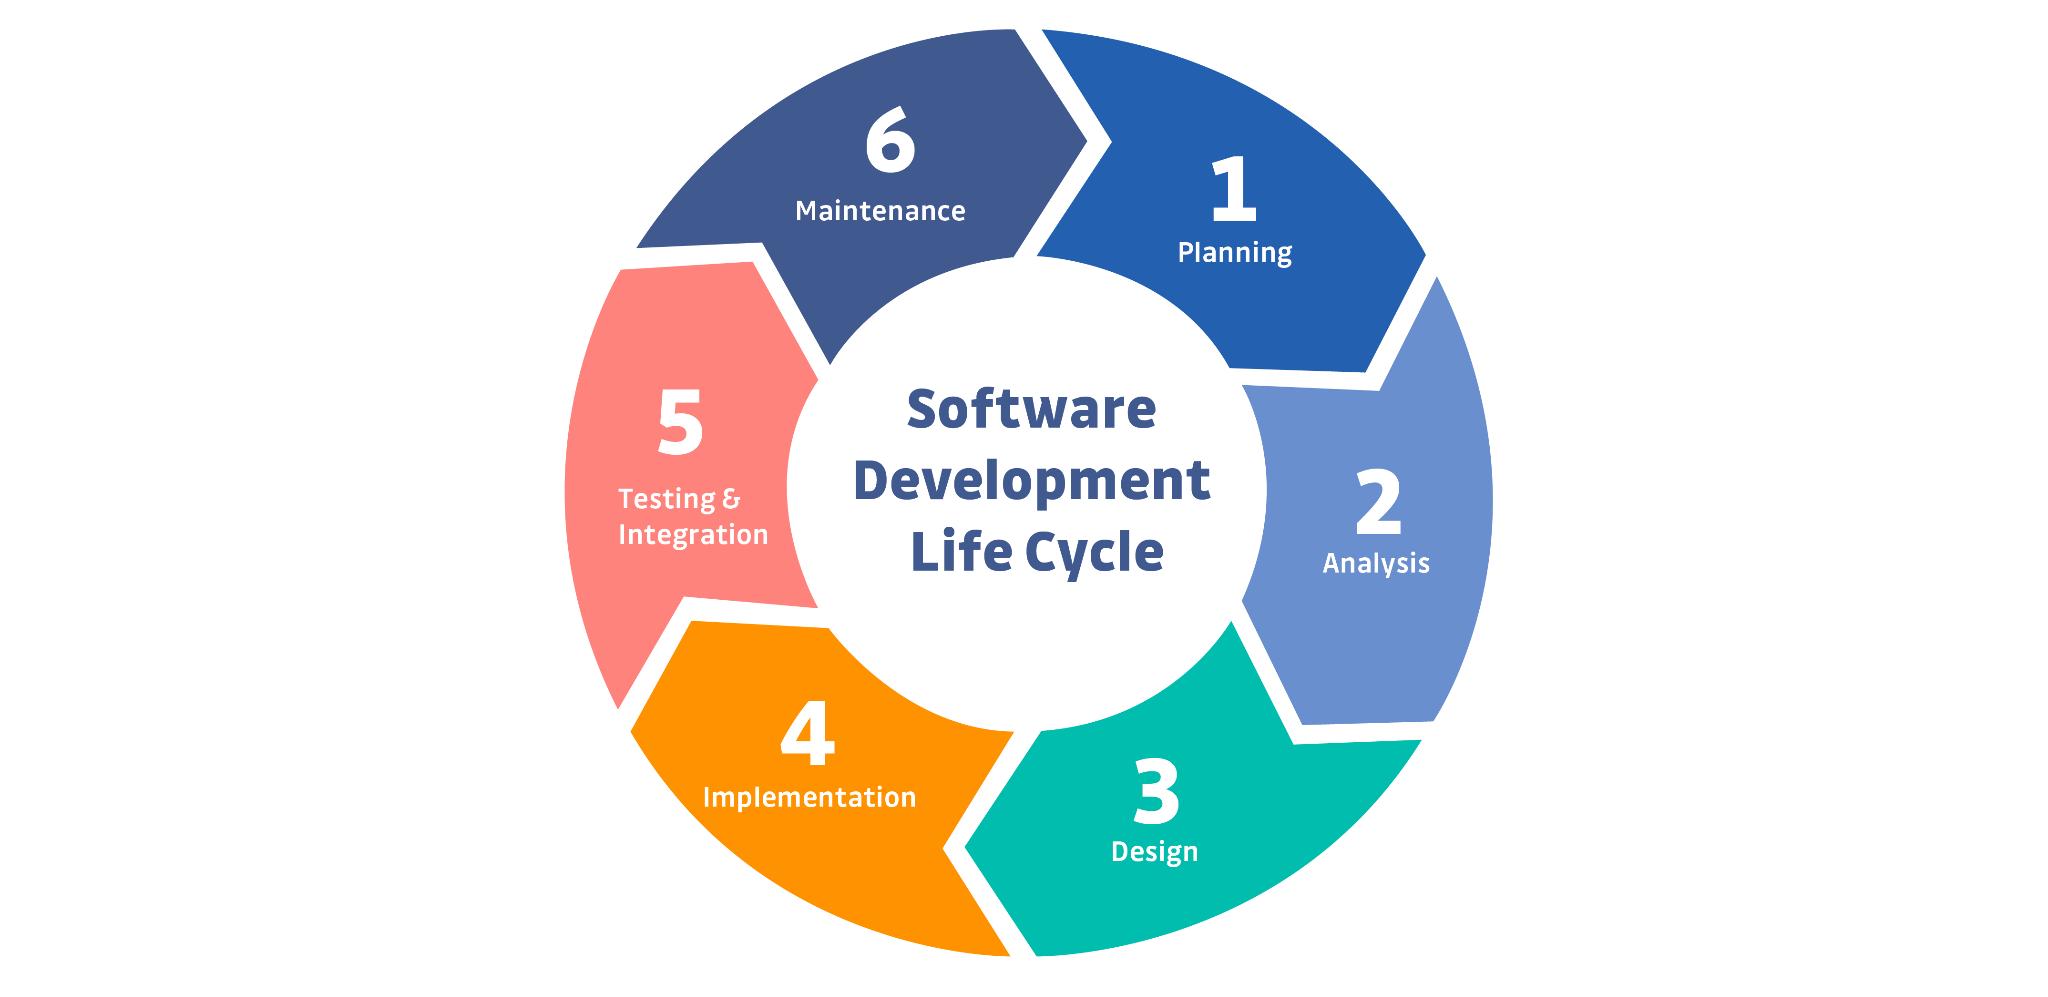 Software
Development
Life Cycle
1
Planning
2
Analysis
3
Design
4
Implementation
5
Testing &
Integration
6
Maintenance